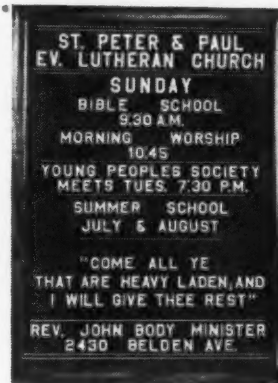 ST. PETER & PAUL
EV. LUTHERAN CHURCH
SUNDAY
BIBLE SCHOOL
9.30 A.M.
MORNING WORSHIP
10.45
YOUNG PEOPLES SOCIETY
MEETS TUES. 7.30 P.M.
SUMMER SCHOOL
JULY & AUGUST
"COME ALL YE
THAT ARE HEAVY LADEN, AND
I WILL GIVE THEE REST"
REV. JOHN BODY MINISTER
2430 BELDEN AVE.